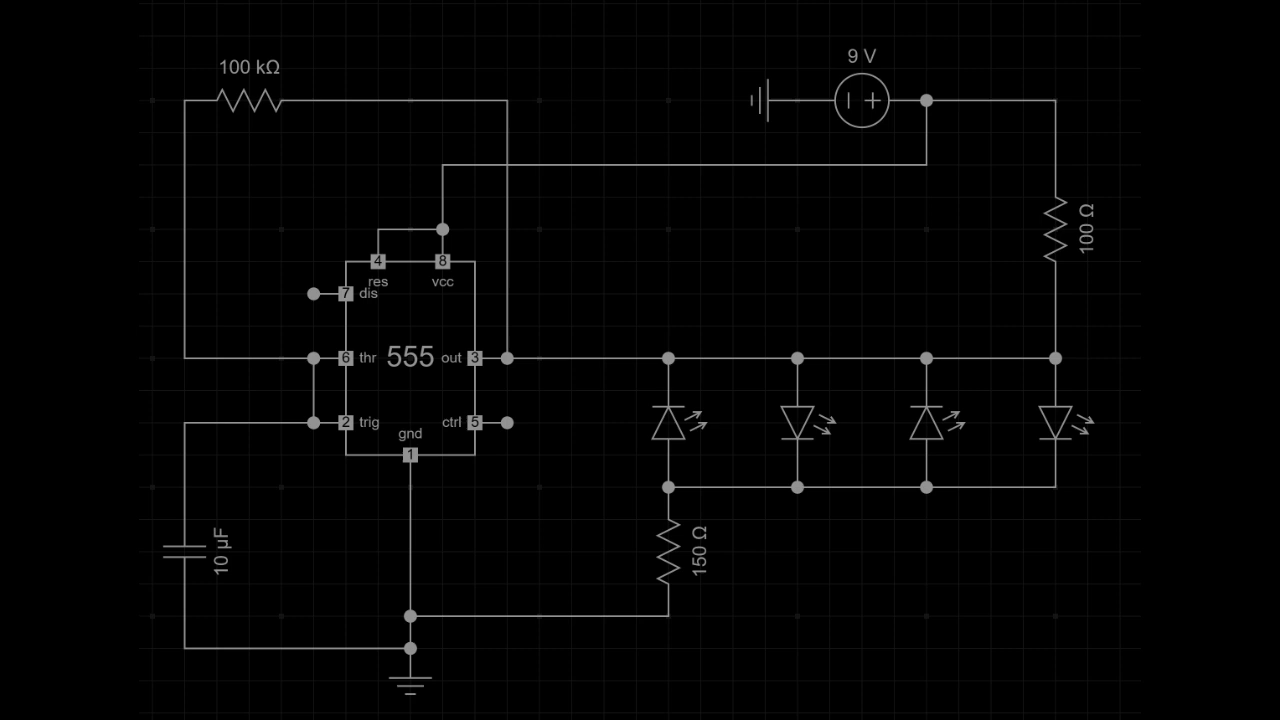 9 V
100 kΩ
100 Ω
4
8
res
vcc
7
dis
6
thr
555
out
3
2
trig
ctrl
5
gnd
1
10 µF
150 Ω